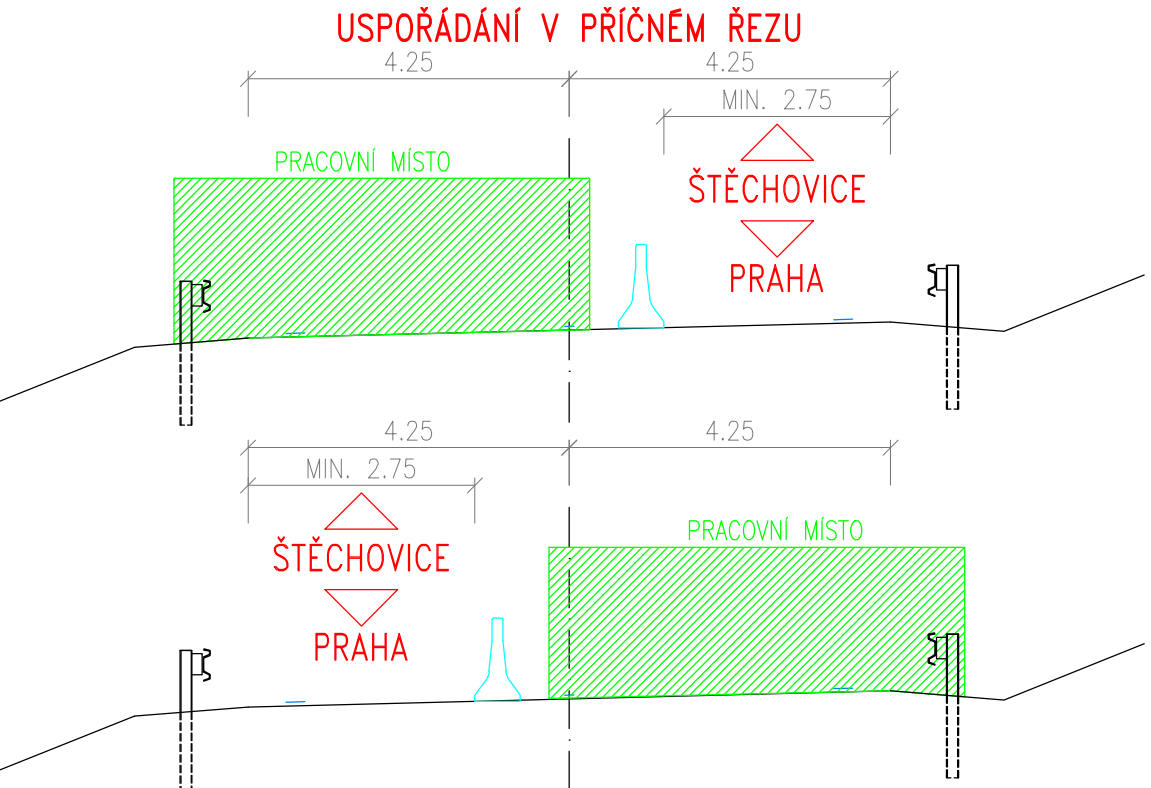 USPOŘÁDÁNÍ V PŘÍČNÉM ŘEZU
4.25
4.25
MIN. 2.75
PRACOVNÍ MÍSTO
ŠTĚCHOVICE
PRAHA
4.25
4.25
MIN. 2.75
PRACOVNÍ MÍSTO
ŠTĚCHOVICE
PRAHA